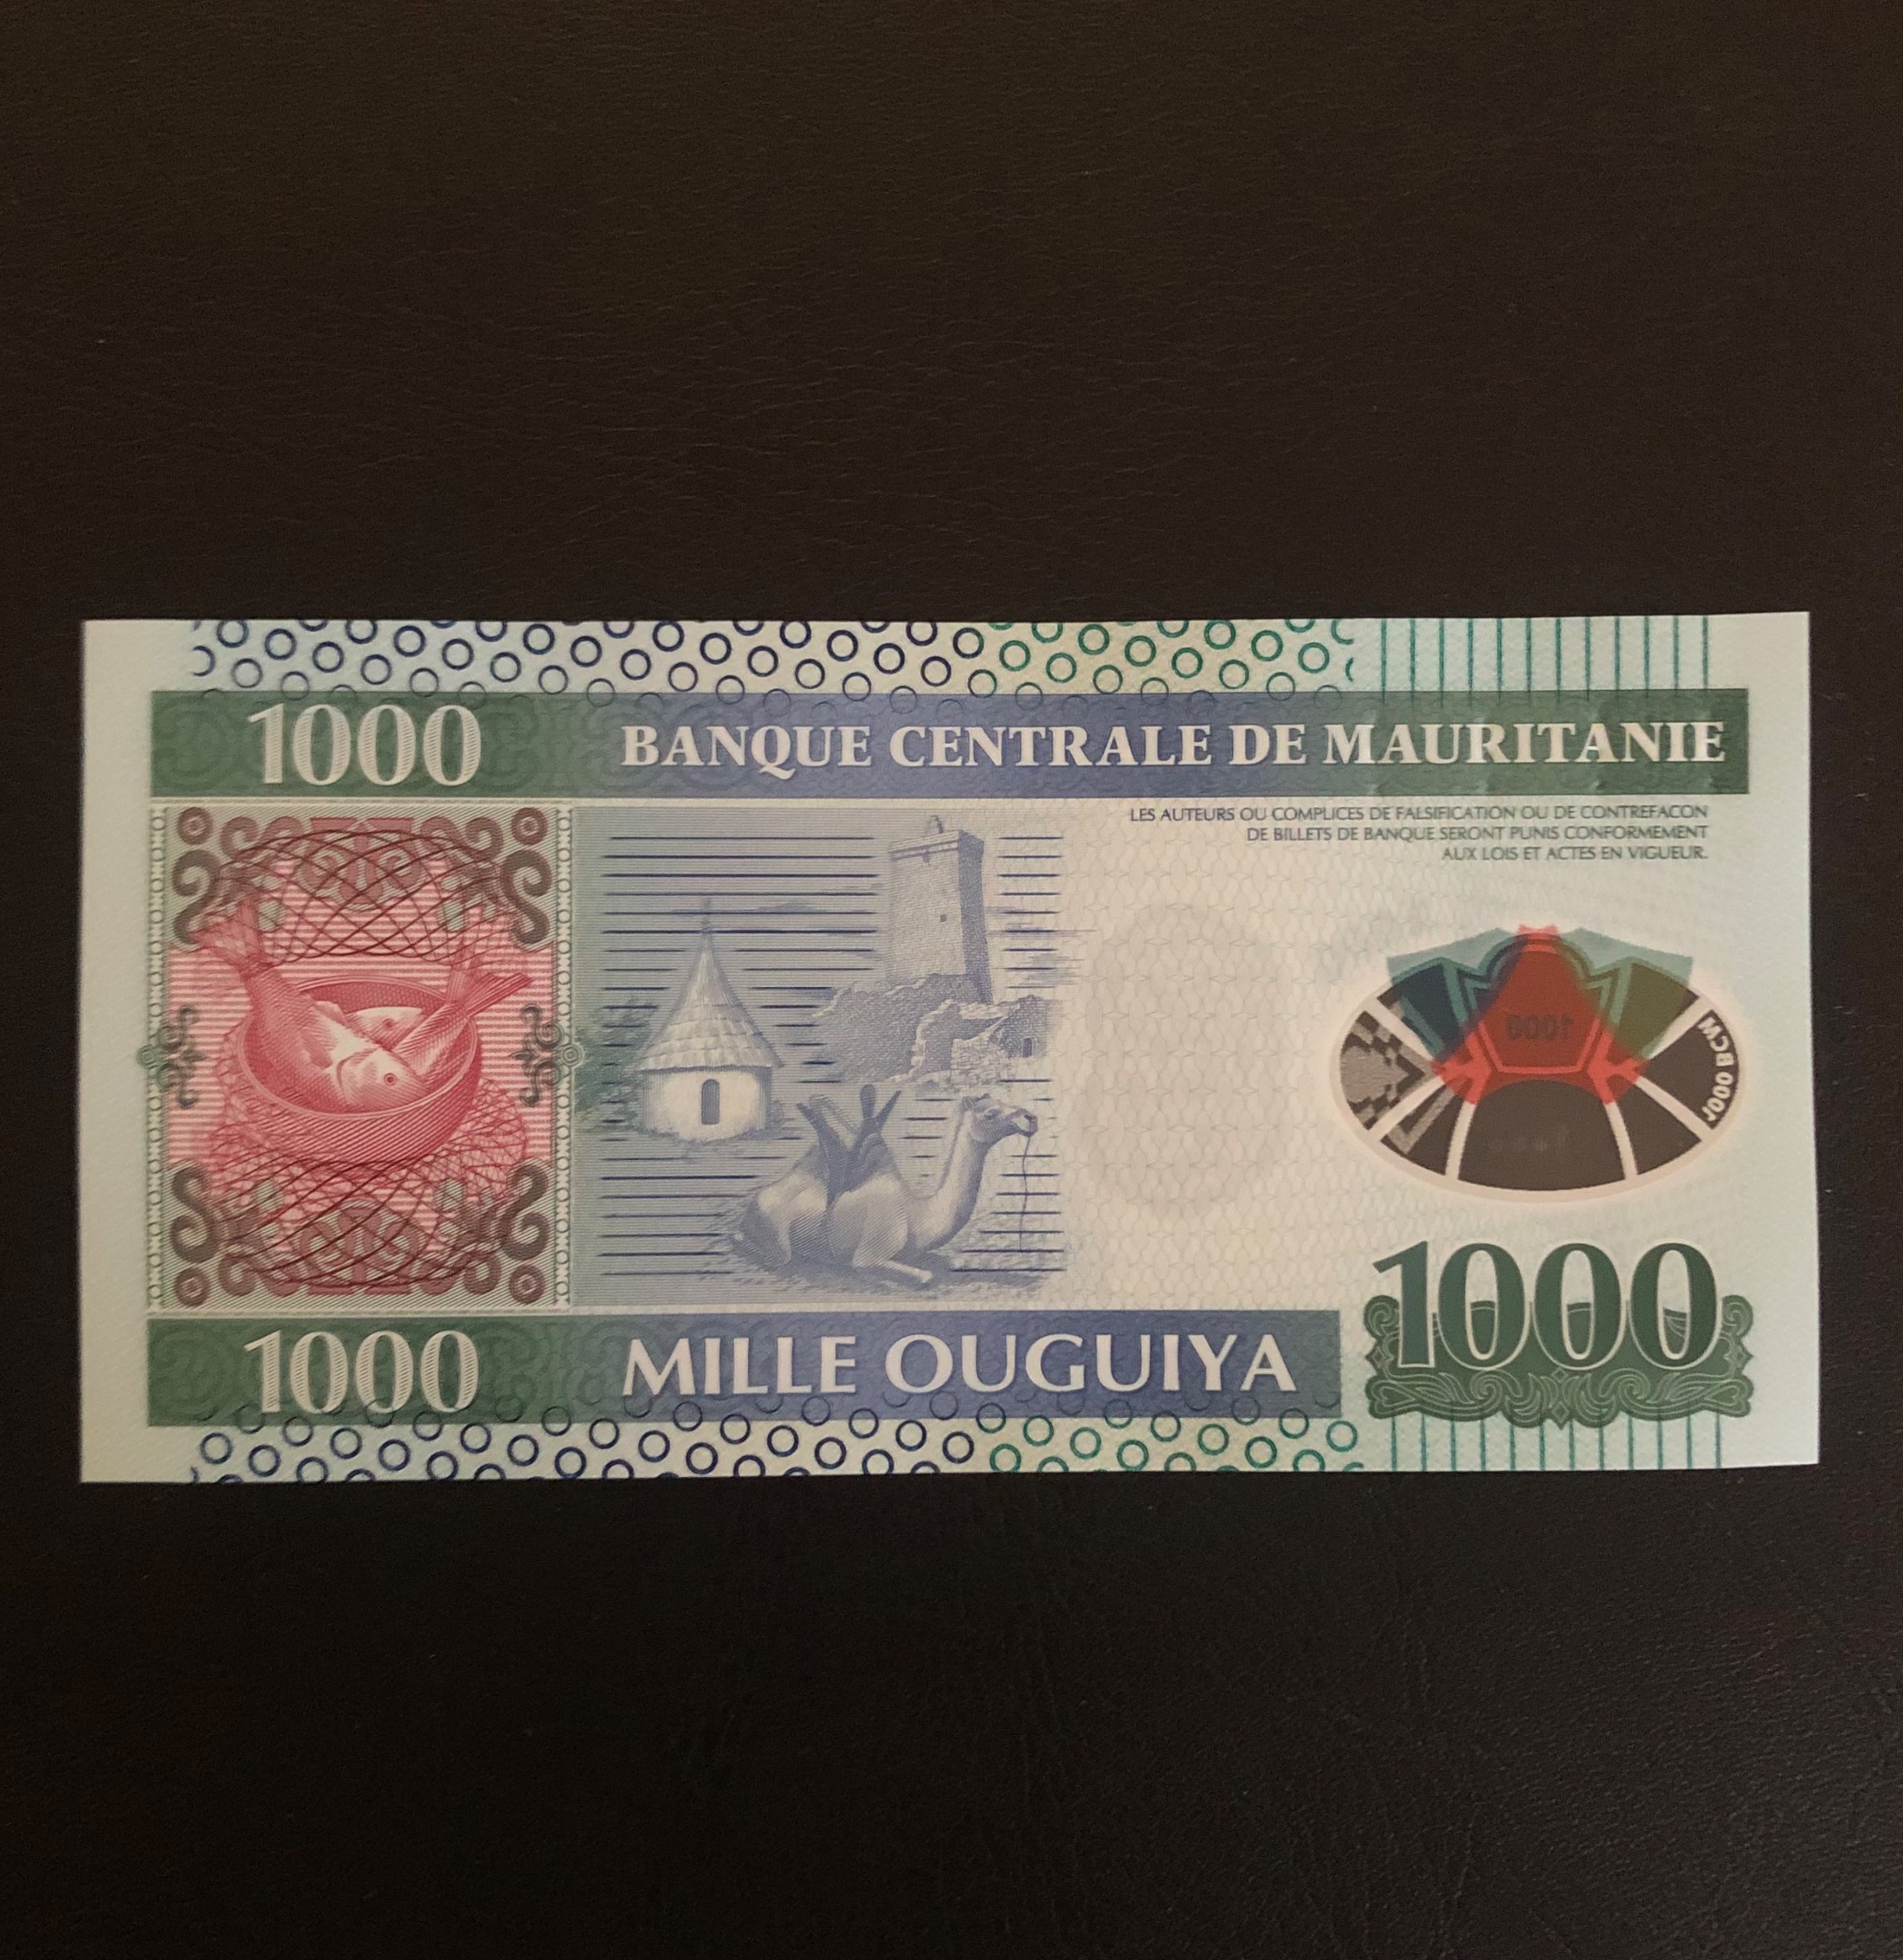 1000
BANQUE CENTRALE DE MAURITANIE
LES AUTEURS OU COMPLICES DE FALSIFICATION OU DE CONTREFACON
DE BILLETS DE BANQUE SERONT PUNIS CONFORMEMENT
AUX LOIS ET ACTES EN VIGUEUR.
1000
1000 BCM
1000
MILLE OUGUIYA
1000